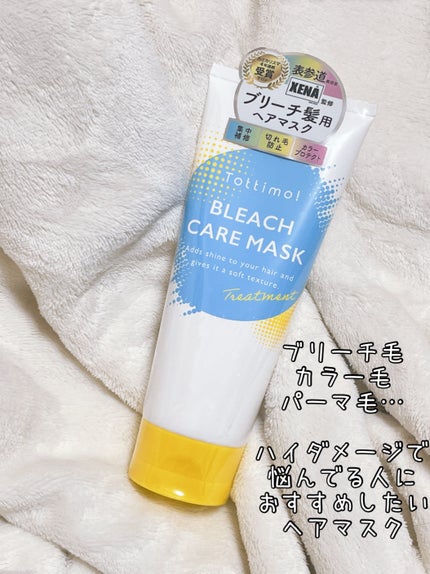 受賞
表参道
XENA 監修
ブリーチ髪用
ヘアマスク
集中
補修
切れ毛
防止
カラー
プロテクト
Tottimo!
BLEACH
CARE MASK
Adds shine to your hair and
gives it a soft texture.
Treatment
ブリーチ毛
カラー毛
パーマ毛…
ハイダメージで
悩んでる人に
おすすめしたい
ヘアマスク